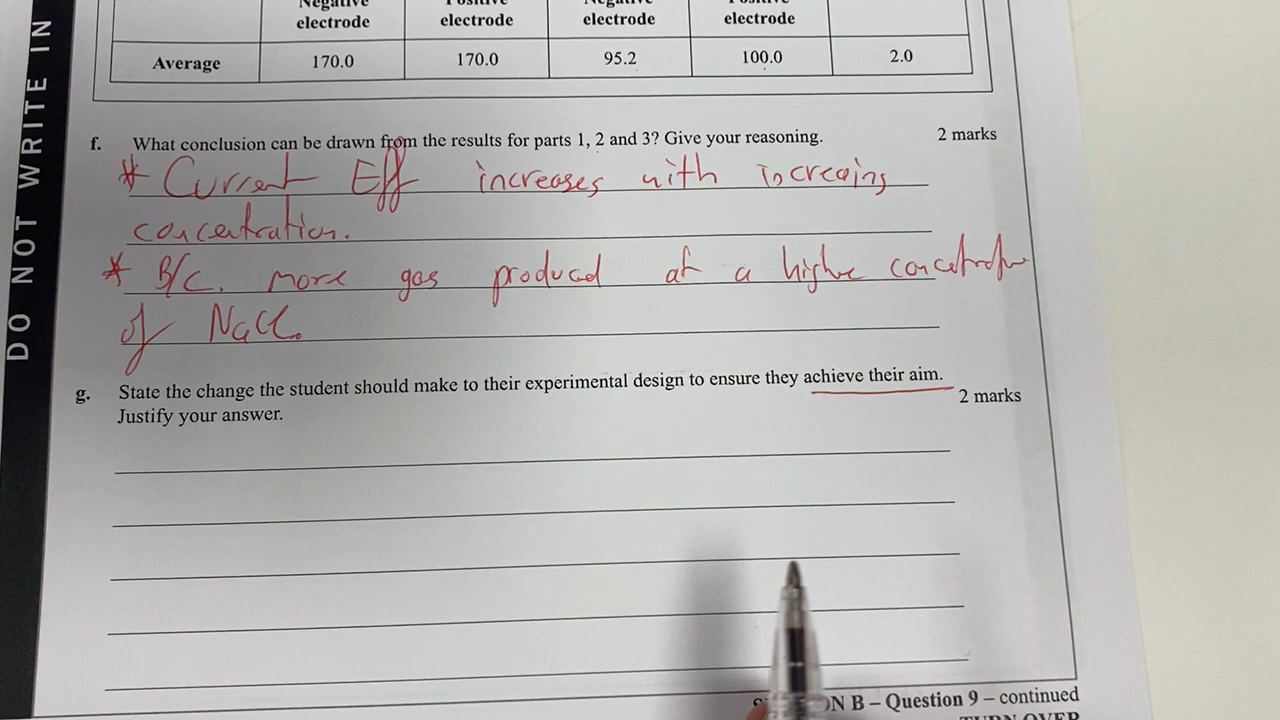 DO NOT WRITE IN
Negative electrode Positive electrode Negative electrode Positive electrode
Average 170.0 170.0 95.2 100.0 2.0
f. What conclusion can be drawn from the results for parts 1, 2 and 3? Give your reasoning. 2 marks
* Current Eff increases with increaing
concentration.
* B/C. more gas produced at a highe
of NaCl.
g. State the change the student should make to their experimental design to ensure they achieve their aim.
Justify your answer. 2 marks
ON B – Question 9 – continued
TURN OVER